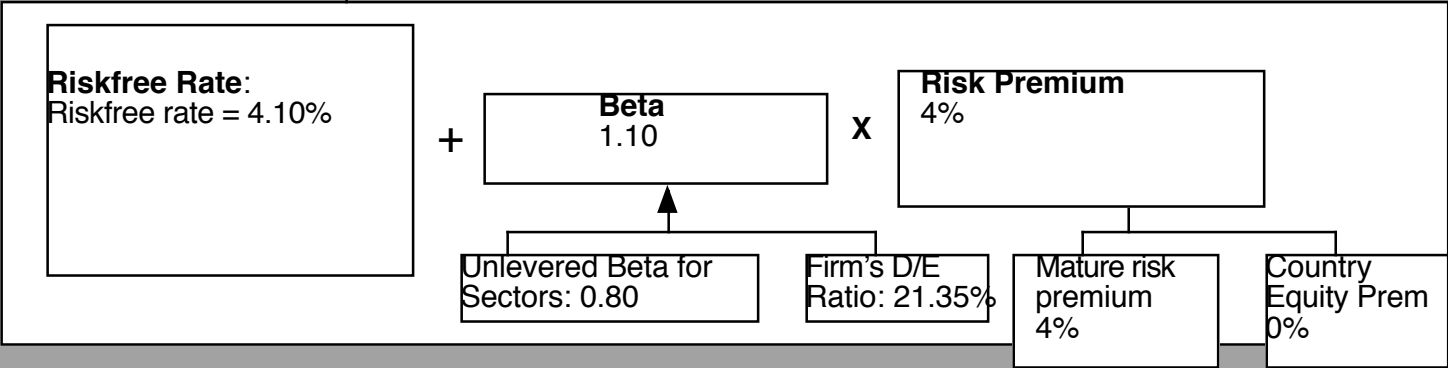 Riskfree Rate:
Riskfree rate = 4.10%
+
Beta
1.10
X
Risk Premium
4%
Unlevered Beta for
Sectors: 0.80
Firm's D/E
Ratio: 21.35%
Mature risk
premium
4%
Country
Equity Prem
0%